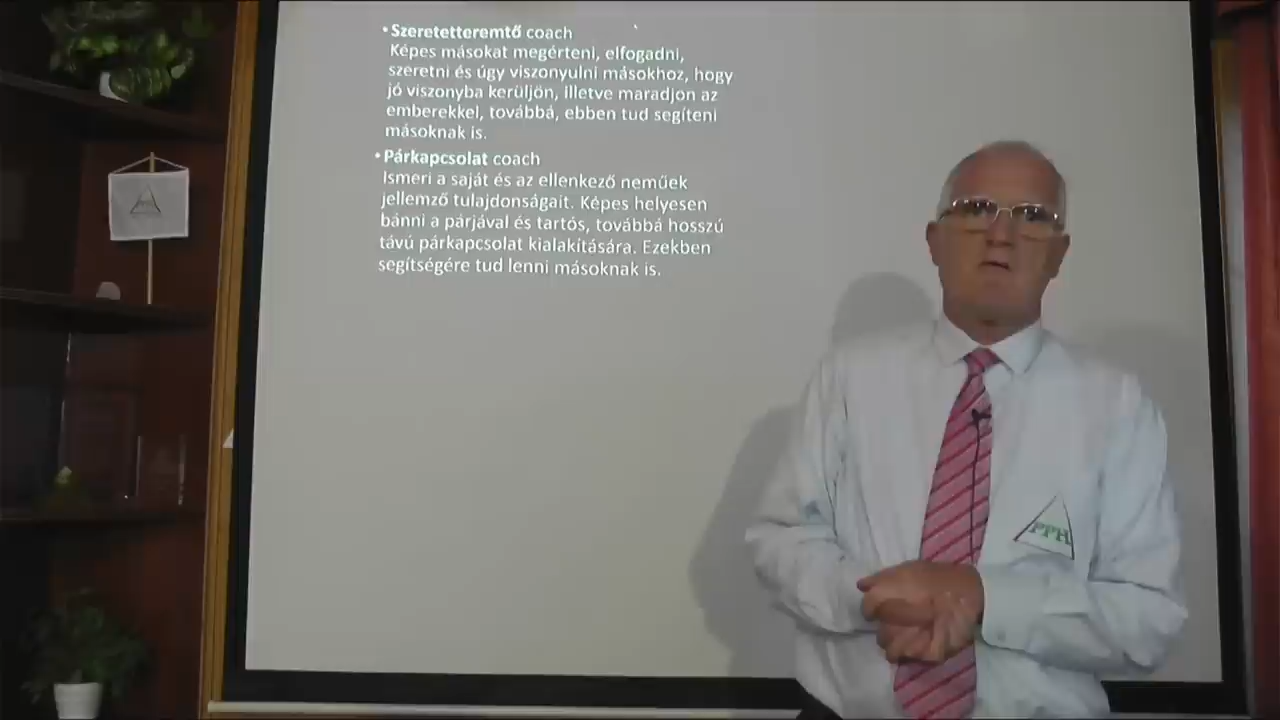 • Szeretetteremtő coach
Képes másokat megérteni, elfogadni,
szeretni és úgy viszonyulni másokhoz, hogy
jó viszonyba kerüljön, illetve maradjon az
emberekkel, továbbá, ebben tud segíteni
másoknak is.
• Párkapcsolat coach
Ismeri a saját és az ellenkező neműek
jellemző tulajdonságait. Képes helyesen
bánni a párjával és tartós, továbbá hosszú
távú párkapcsolat kialakítására. Ezekben
segítségére tud lenni másoknak is.
PPH